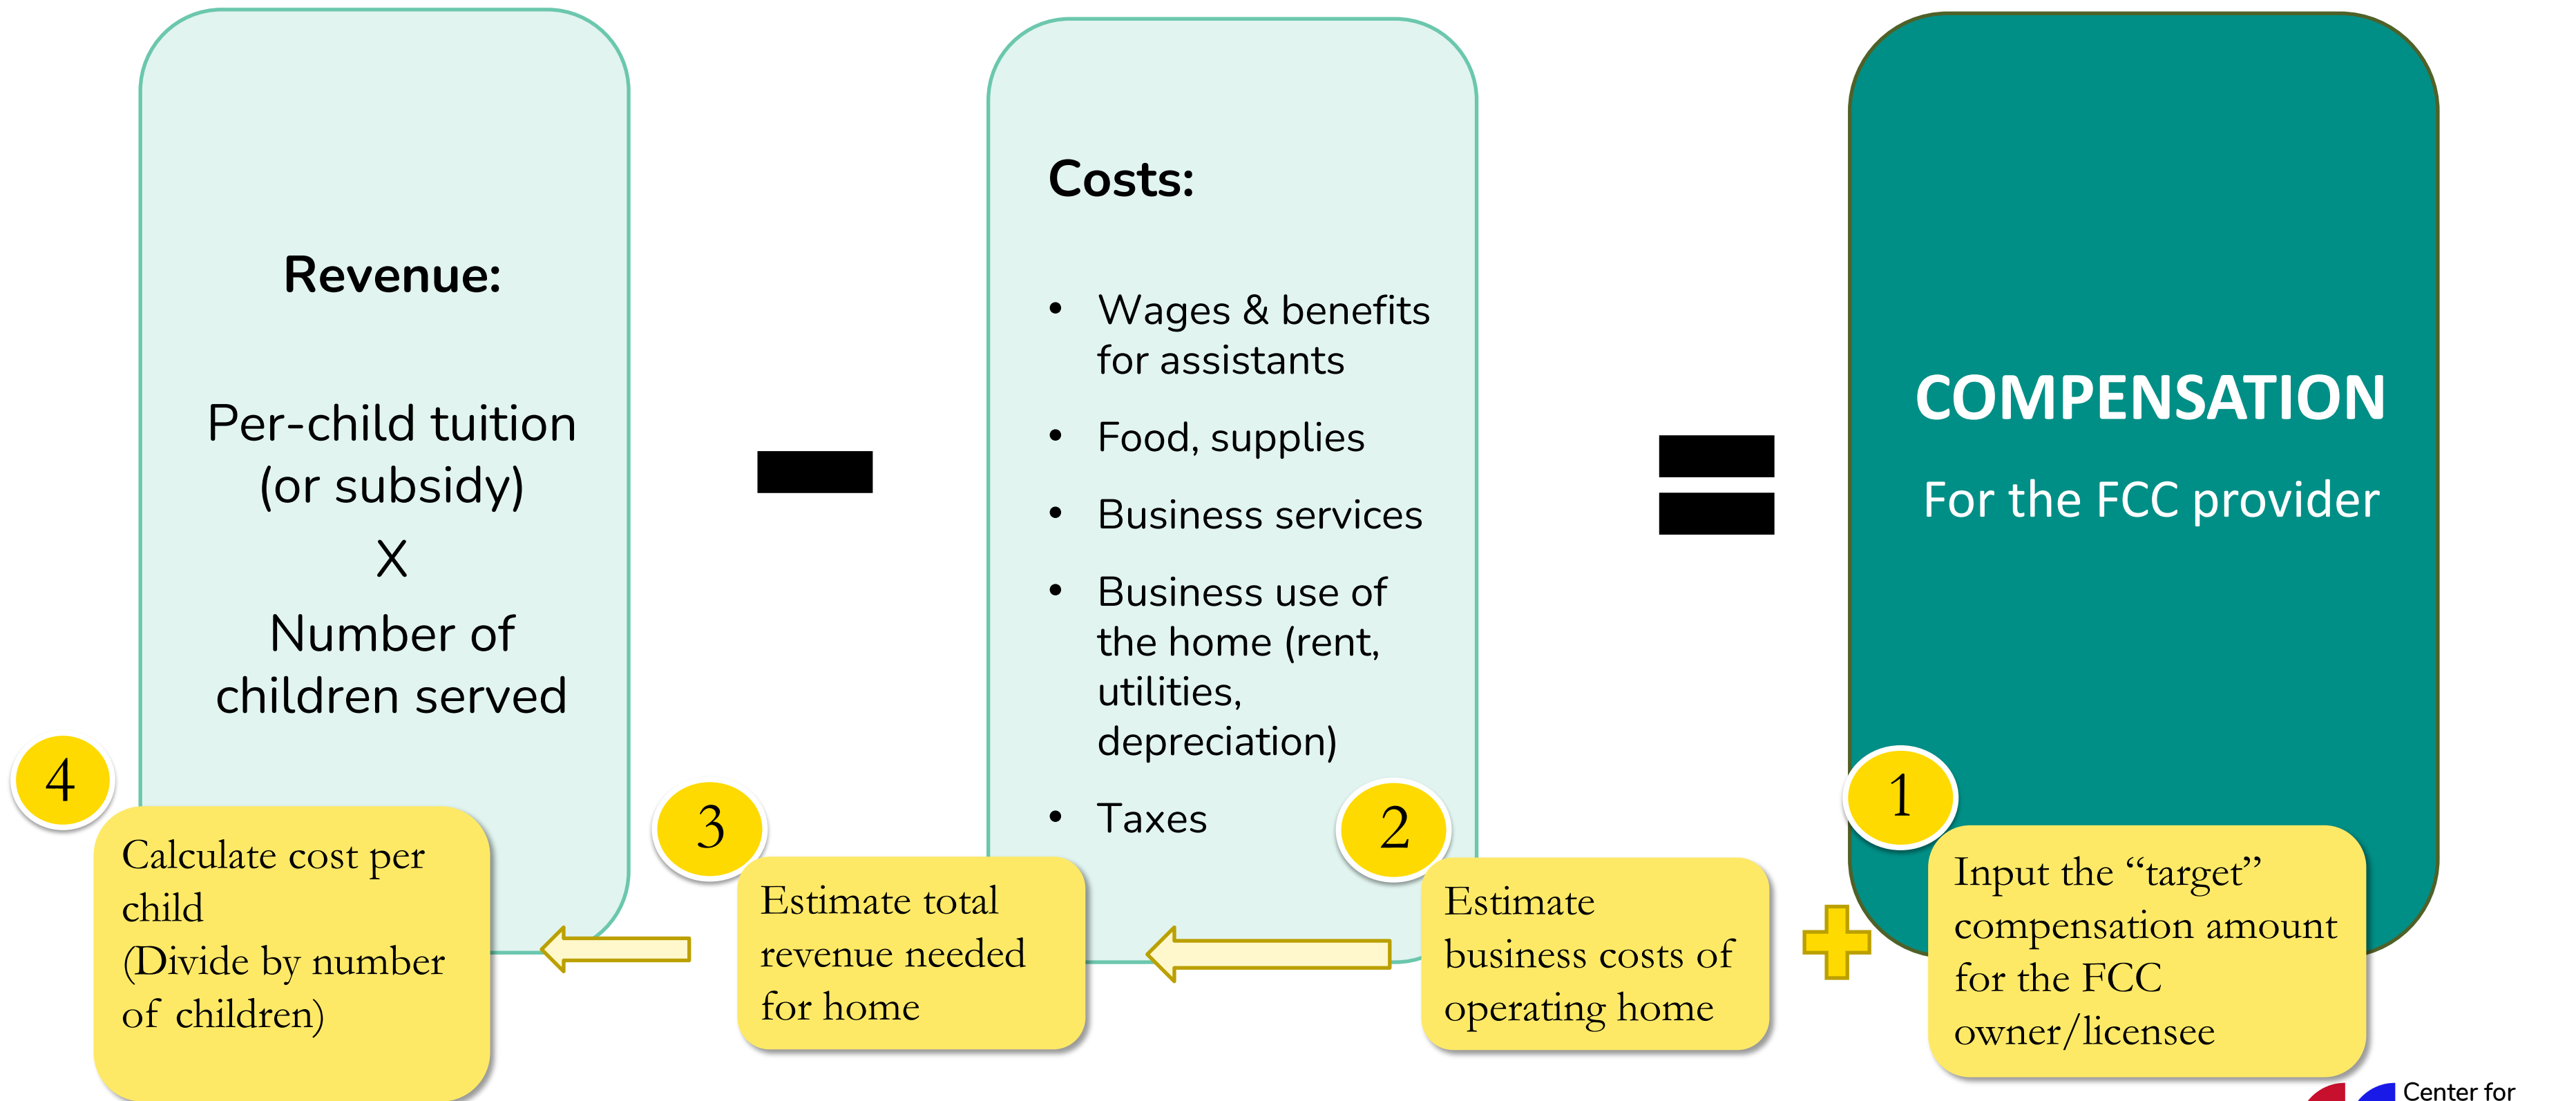 Revenue:
Per-child tuition
(or subsidy)
X
Number of
children served
Costs:
• Wages & benefits
for assistants
• Food, supplies
• Business services
• Business use of
the home (rent,
utilities,
depreciation)
• Taxes
COMPENSATION
For the FCC provider
4
Calculate cost per
child
(Divide by number
of children)
3
Estimate total
revenue needed
for home
2
Estimate
business costs of
operating home
1
Input the “target”
compensation amount
for the FCC
owner/licensee
Center for